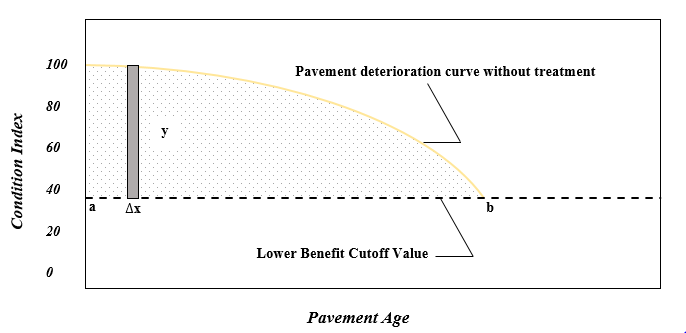 100
Pavement deterioration curve without treatment
80
y
60
40
a
Δx
b
20
Lower Benefit Cutoff Value
0
Condition Index
Pavement Age